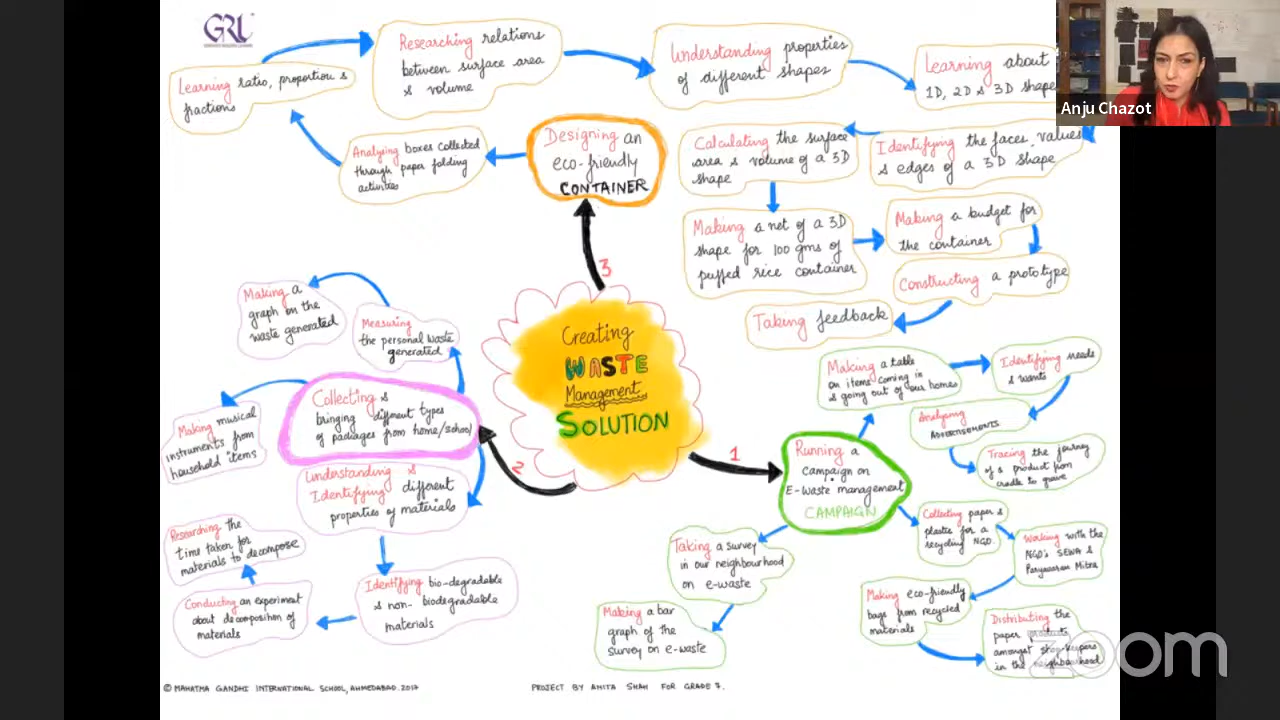 GRL
Anju Chazot
Learning ratio, proportion &
fractions
Researching relations
between surface area
& volume
Understanding properties
of different shapes
Learning about
1D, 2D & 3D shape
Identifying the faces, values
& edges of a 3D shape
Calculating the surface
area & volume of a 3D
shape
Making a net of a 3D
shape for 100 gms of
puffed rice container
Making a budget for
the container
Constructing a prototype
Taking feedback
Analysing boxes collected
through paper folding
activities
Designing an
eco-friendly
CONTAINER
3
Creating
WASTE
Management
SOLUTION
2
1
Making a
graph on the
waste generated
Measuring
the personal waste
generated
Collecting &
bringing different types
of packages from home/school
Making musical
instruments from
household items
Understanding &
Identifying different
properties of materials
Researching the
time taken for
materials to decompose
Conducting an experiment
about decomposition of
materials
Identifying bio-degradable
& non-biodegradable
materials
Making a table
on items coming in
& going out of our homes
Identifying needs
& wants
Analysing
ADVERTISEMENTS
Tracing the journey
of a product from
cradle to grave
Running a
campaign on
E-Waste management
CAMPAIGN
Collecting paper &
plastic for a
recycling NGO
Working with the
NGO's SEWA &
Paryavaran Mitra
Making eco-friendly
bags from recycled
materials
Distributing the
paper products
amongst shop-keepers
in the neighbourhood
Taking a survey
in our neighbourhood
on e-waste
Making a bar
graph of the
survey on e-waste
zoom
© MAHATMA GANDHI INTERNATIONAL SCHOOL, AHMEDABAD. 2017
PROJECT BY AMITA SHAH FOR GRADE 7.